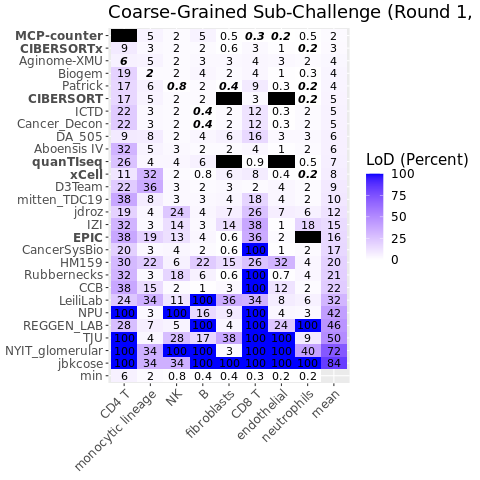 Coarse-Grained Sub-Challenge (Round 1,
MCP-counter 5 2 5 0.5 0.3 0.2 0.5 2
CIBERSORTx 9 3 2 2 0.6 3 1 0.2 3
Aginome-XMU 6 5 2 3 3 4 3 2 4
Biogem 19 2 2 4 2 4 1 0.3 4
Patrick 17 6 0.8 2 0.4 9 0.3 0.2 4
CIBERSORT 17 5 2 2 3 0.2 5
ICTD 22 3 2 0.4 2 12 0.3 2 5
Cancer_Decon 22 3 2 0.4 2 12 0.3 2 5
DA_505 9 8 2 4 6 16 3 3 6
Aboensis IV 32 5 3 2 2 4 1 2 6
quanTIseq 26 4 4 6 0.9 0.5 7
xCell 11 32 2 0.8 6 8 0.4 0.2 8
D3Team 22 36 3 2 3 2 4 2 9
mitten_TDC19 38 8 3 3 4 18 4 2 10
jdroz 19 4 24 4 7 26 7 6 12
IZI 32 3 14 3 14 28 1 18 15
EPIC 38 19 13 4 6 36 2 16
CancerSysBio 20 3 4 2 0.6 100 1 2 17
HM159 30 22 6 22 15 26 32 4 20
Rubbernecks 32 3 18 6 0.6 100 0.7 4 21
CCB 38 15 2 1 3 100 12 2 22
LeiliLab 24 34 11 100 36 34 8 6 32
NPU 100 3 100 16 9 100 4 3 42
REGGEN_LAB 28 7 5 100 4 100 24 100 46
TJU 100 4 28 17 38 100 100 9 50
NYIT_glomerular 100 34 100 100 3 100 100 40 72
jbkcose 100 34 34 100 100 100 100 100 84
min 6 2 0.8 0.4 0.4 0.3 0.2 0.2
CD4 T
monocytic lineage
NK
B
fibroblasts
CD8 T
endothelial
neutrophils
mean
LoD (Percent)
100
75
50
25
0